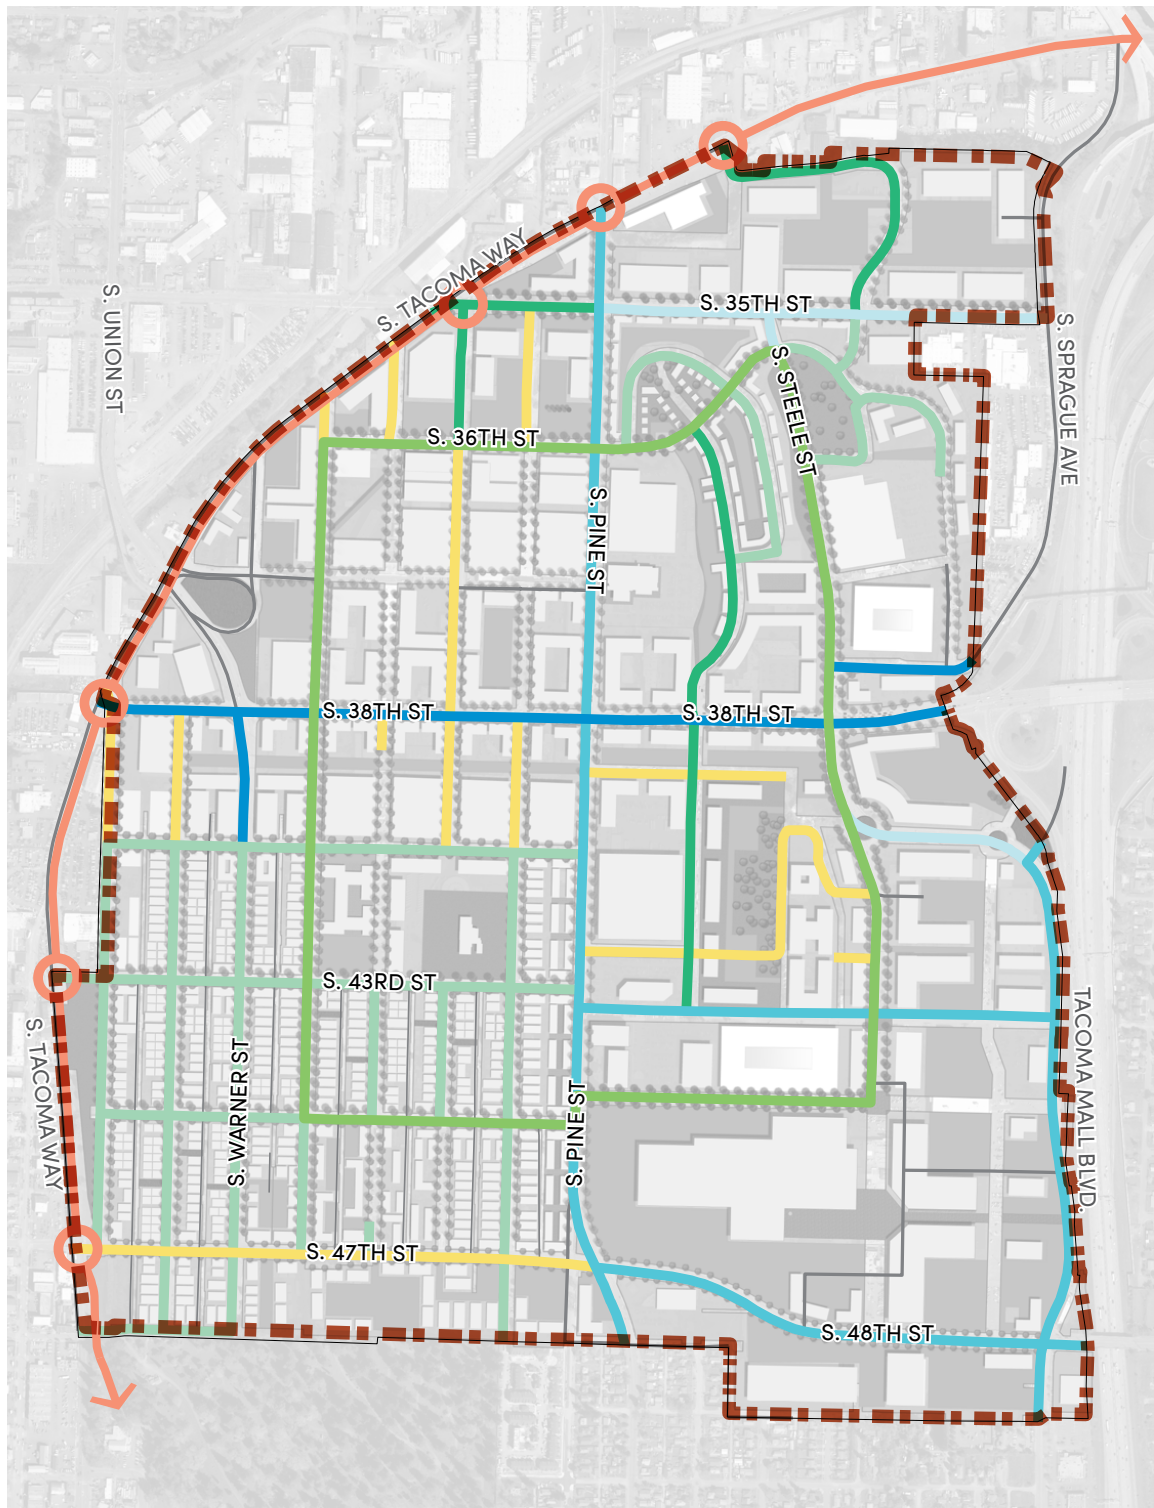 S. TACOMA WAY
S. UNION ST
S. 35TH ST
S. SPRAGUE AVE
S. STEELE ST
S. 36TH ST
S. PINE ST
S. 38TH ST
S. 38TH ST
S. 43RD ST
S. TACOMA WAY
S. WARNER ST
S. PINE ST
TACOMA MALL BLVD.
S. 47TH ST
S. 48TH ST